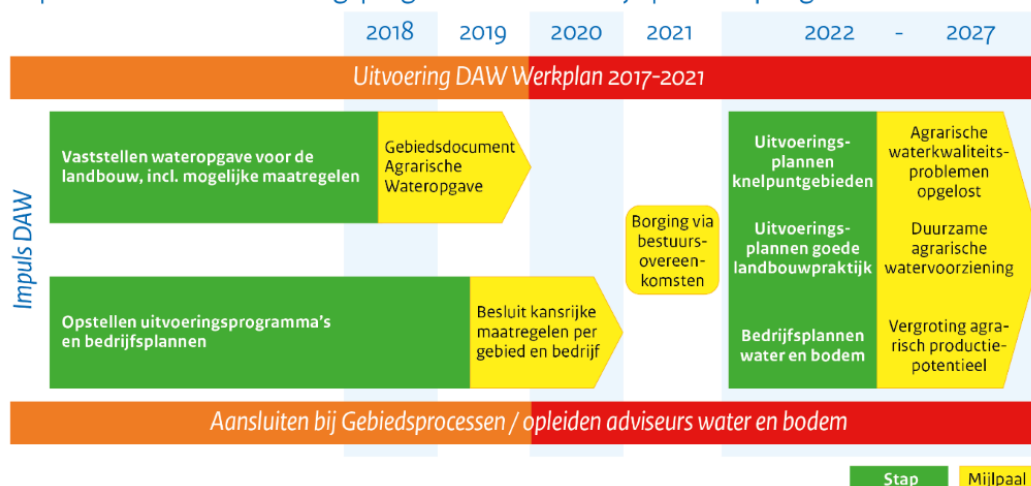 2018 2019 2020 2021 2022 - 2027
Uitvoering DAW Werkplan 2017-2021
Impuls DAW
Vaststellen wateropgave voor de
landbouw, incl. mogelijke maatregelen
Gebiedsdocument
Agrarische
Wateropgave
Opstellen uitvoeringsprogramma's
en bedrijfsplannen
Besluit kansrijke
maatregelen per
gebied en bedrijf
Borging via
bestuurs-
overeen-
komsten
Uitvoerings-
plannen
knelpuntgebieden
Uitvoerings-
plannen goede
landbouwpraktijk
Bedrijfsplannen
water en bodem
Agrarische
waterkwaliteits-
problemen
opgelost
Duurzame
agrarische
watervoorziening
Vergroting agra-
risch productie-
potentieel
Aansluiten bij Gebiedsprocessen / opleiden adviseurs water en bodem
Stap Mijlpaal